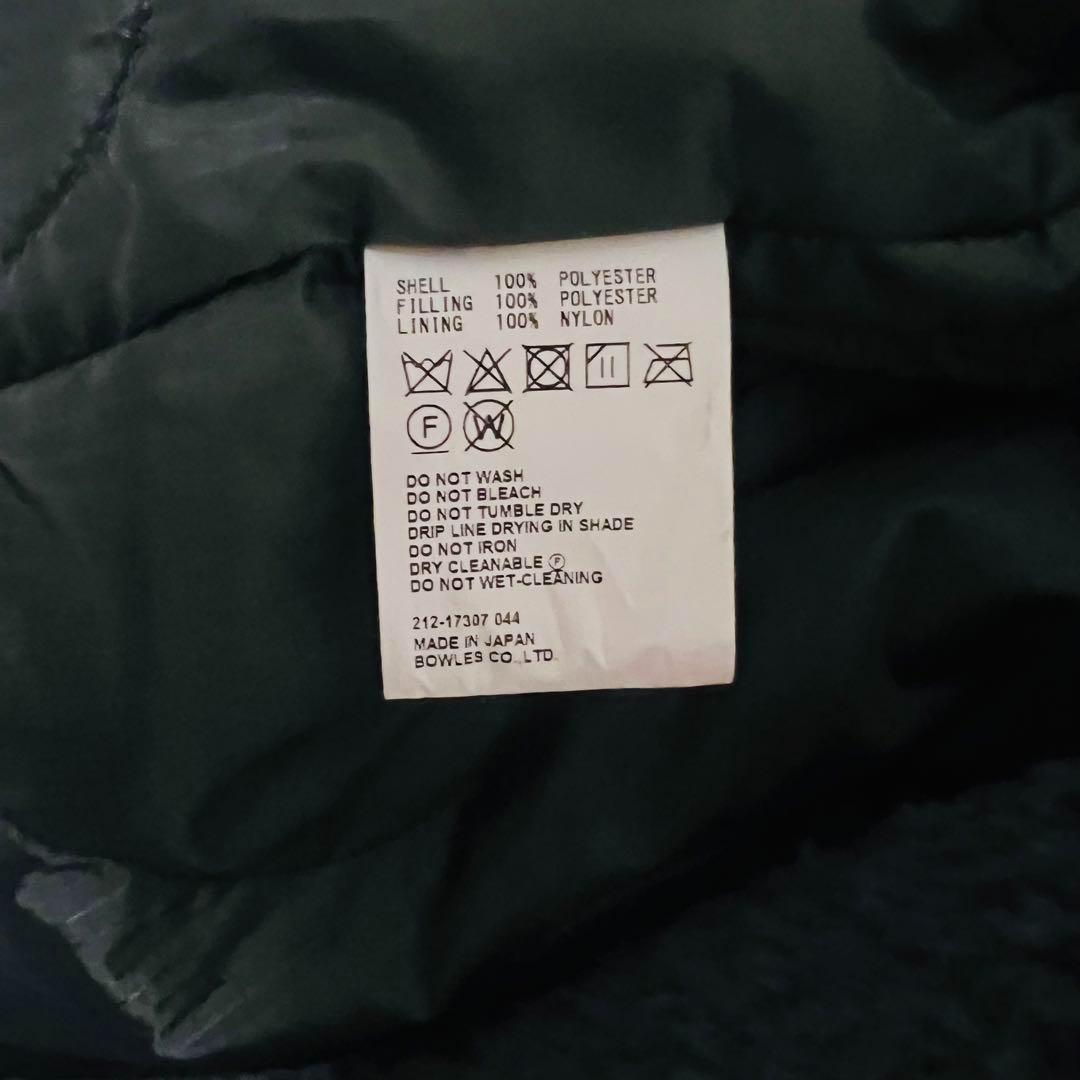 SHELL 100% POLYESTER
FILLING 100% POLYESTER
LINING 100% NYLON
F W
DO NOT WASH
DO NOT BLEACH
DO NOT TUMBLE DRY
DRIP LINE DRYING IN SHADE
DO NOT IRON
DRY CLEANABLE Ⓕ
DO NOT WET-CLEANING
212-17307 044
MADE IN JAPAN
BOWLES CO.,LTD.